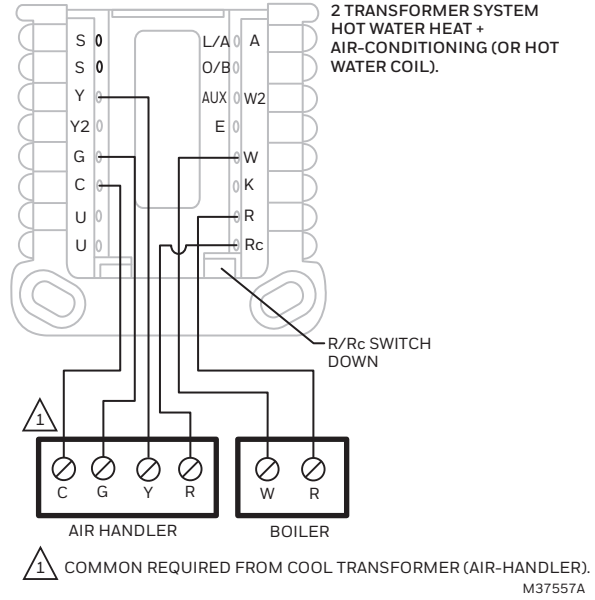 2 TRANSFORMER SYSTEM
HOT WATER HEAT +
AIR-CONDITIONING (OR HOT
WATER COIL).
S L/A A
S O/B
Y AUX W2
Y2 E
G W
C K
U R
U Rc
R/Rc SWITCH
DOWN
1
C G Y R W R
AIR HANDLER BOILER
1 COMMON REQUIRED FROM COOL TRANSFORMER (AIR-HANDLER).
M37557A